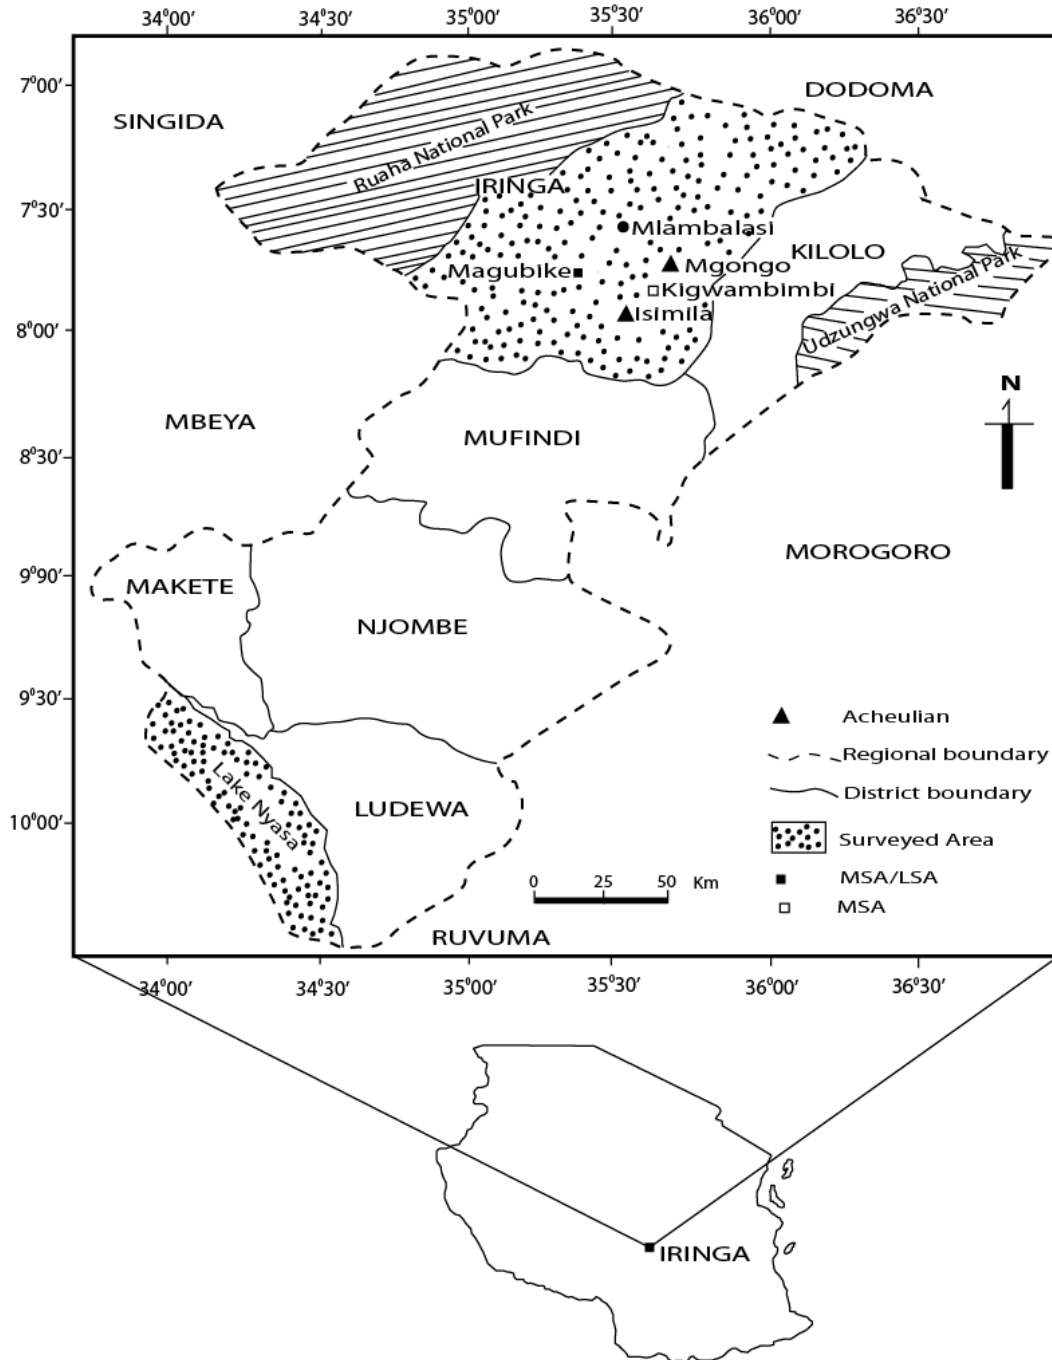 34⁰00′ 34⁰30′ 35⁰00′ 35⁰30′ 36⁰00′ 36⁰30′
7⁰00′
DODOMA
SINGIDA
Ruaha National Park
IRINGA
7⁰30′
Mlambalasi
KILOLO
Magubike
Mgongo
Kigwambimbi
Udzungwa National Park
Isimila
8⁰00′
N
MBEYA
MUFINDI
8⁰30′
MOROGORO
9⁰90′
MAKETE
NJOMBE
9⁰30′
Acheulian
Regional boundary
Lake Nyasa
District boundary
LUDEWA
10⁰00′
Surveyed Area
0 25 50 Km
MSA/LSA
MSA
RUVUMA
34⁰00′ 34⁰30′ 35⁰00′ 35⁰30′ 36⁰00′ 36⁰30′
IRINGA